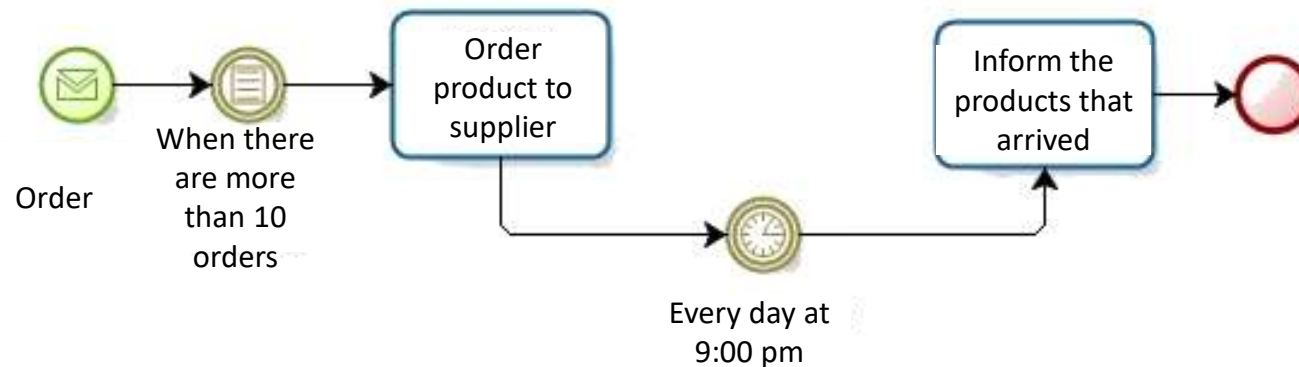 Order
When there
are more
than 10
orders
Order
product to
supplier
Every day at
9:00 pm
Inform the
products that
arrived